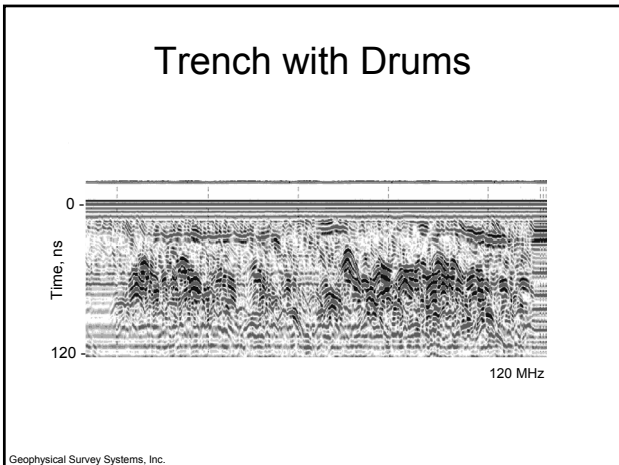 Trench with Drums
0 -
Time, ns
120 -
120 MHz
Geophysical Survey Systems, Inc.